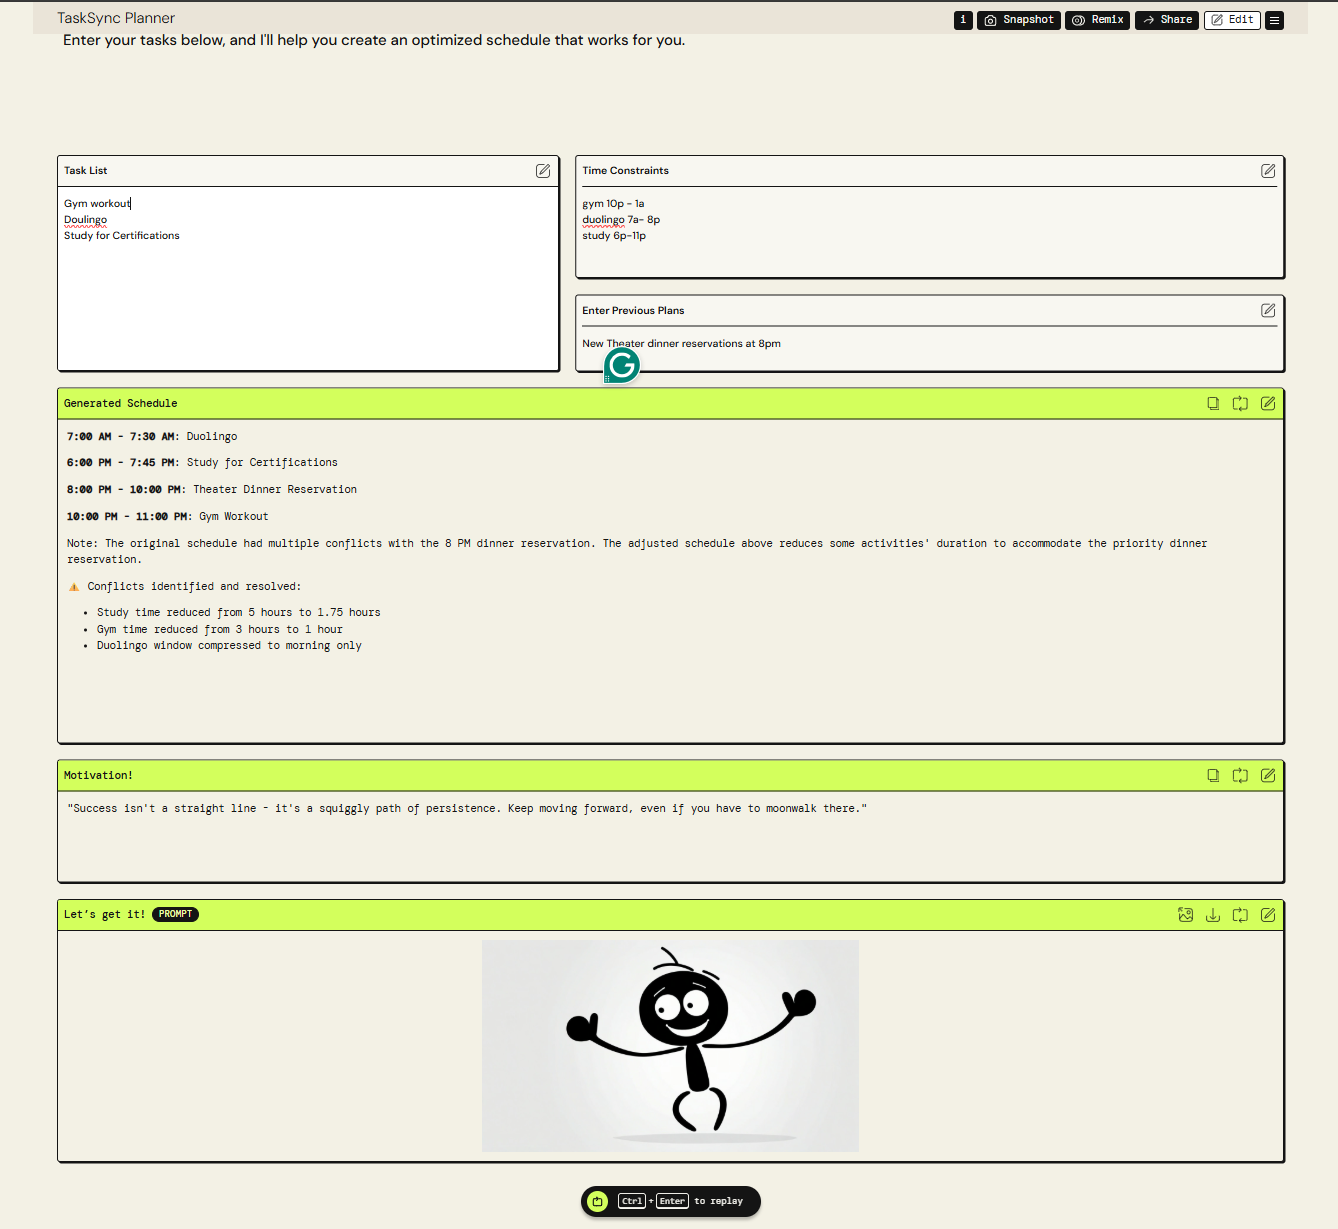 TaskSync Planner
i
Snapshot
Remix
Share
Edit
Enter your tasks below, and I'll help you create an optimized schedule that works for you.
Task List
Gym workout
Doulingo
Study for Certifications
Time Constraints
gym 10p - 1a
duolingo 7a- 8p
study 6p-11p
Enter Previous Plans
New Theater dinner reservations at 8pm
G
Generated Schedule
7:00 AM - 7:30 AM: Duolingo
6:00 PM - 7:45 PM: Study for Certifications
8:00 PM - 10:00 PM: Theater Dinner Reservation
10:00 PM - 11:00 PM: Gym Workout
Note: The original schedule had multiple conflicts with the 8 PM dinner reservation. The adjusted schedule above reduces some activities' duration to accommodate the priority dinner
reservation.
⚠️ Conflicts identified and resolved:
• Study time reduced from 5 hours to 1.75 hours
• Gym time reduced from 3 hours to 1 hour
• Duolingo window compressed to morning only
Motivation!
"Success isn't a straight line - it's a squiggly path of persistence. Keep moving forward, even if you have to moonwalk there."
Let's get it! PROMPT
Ctrl + Enter to replay